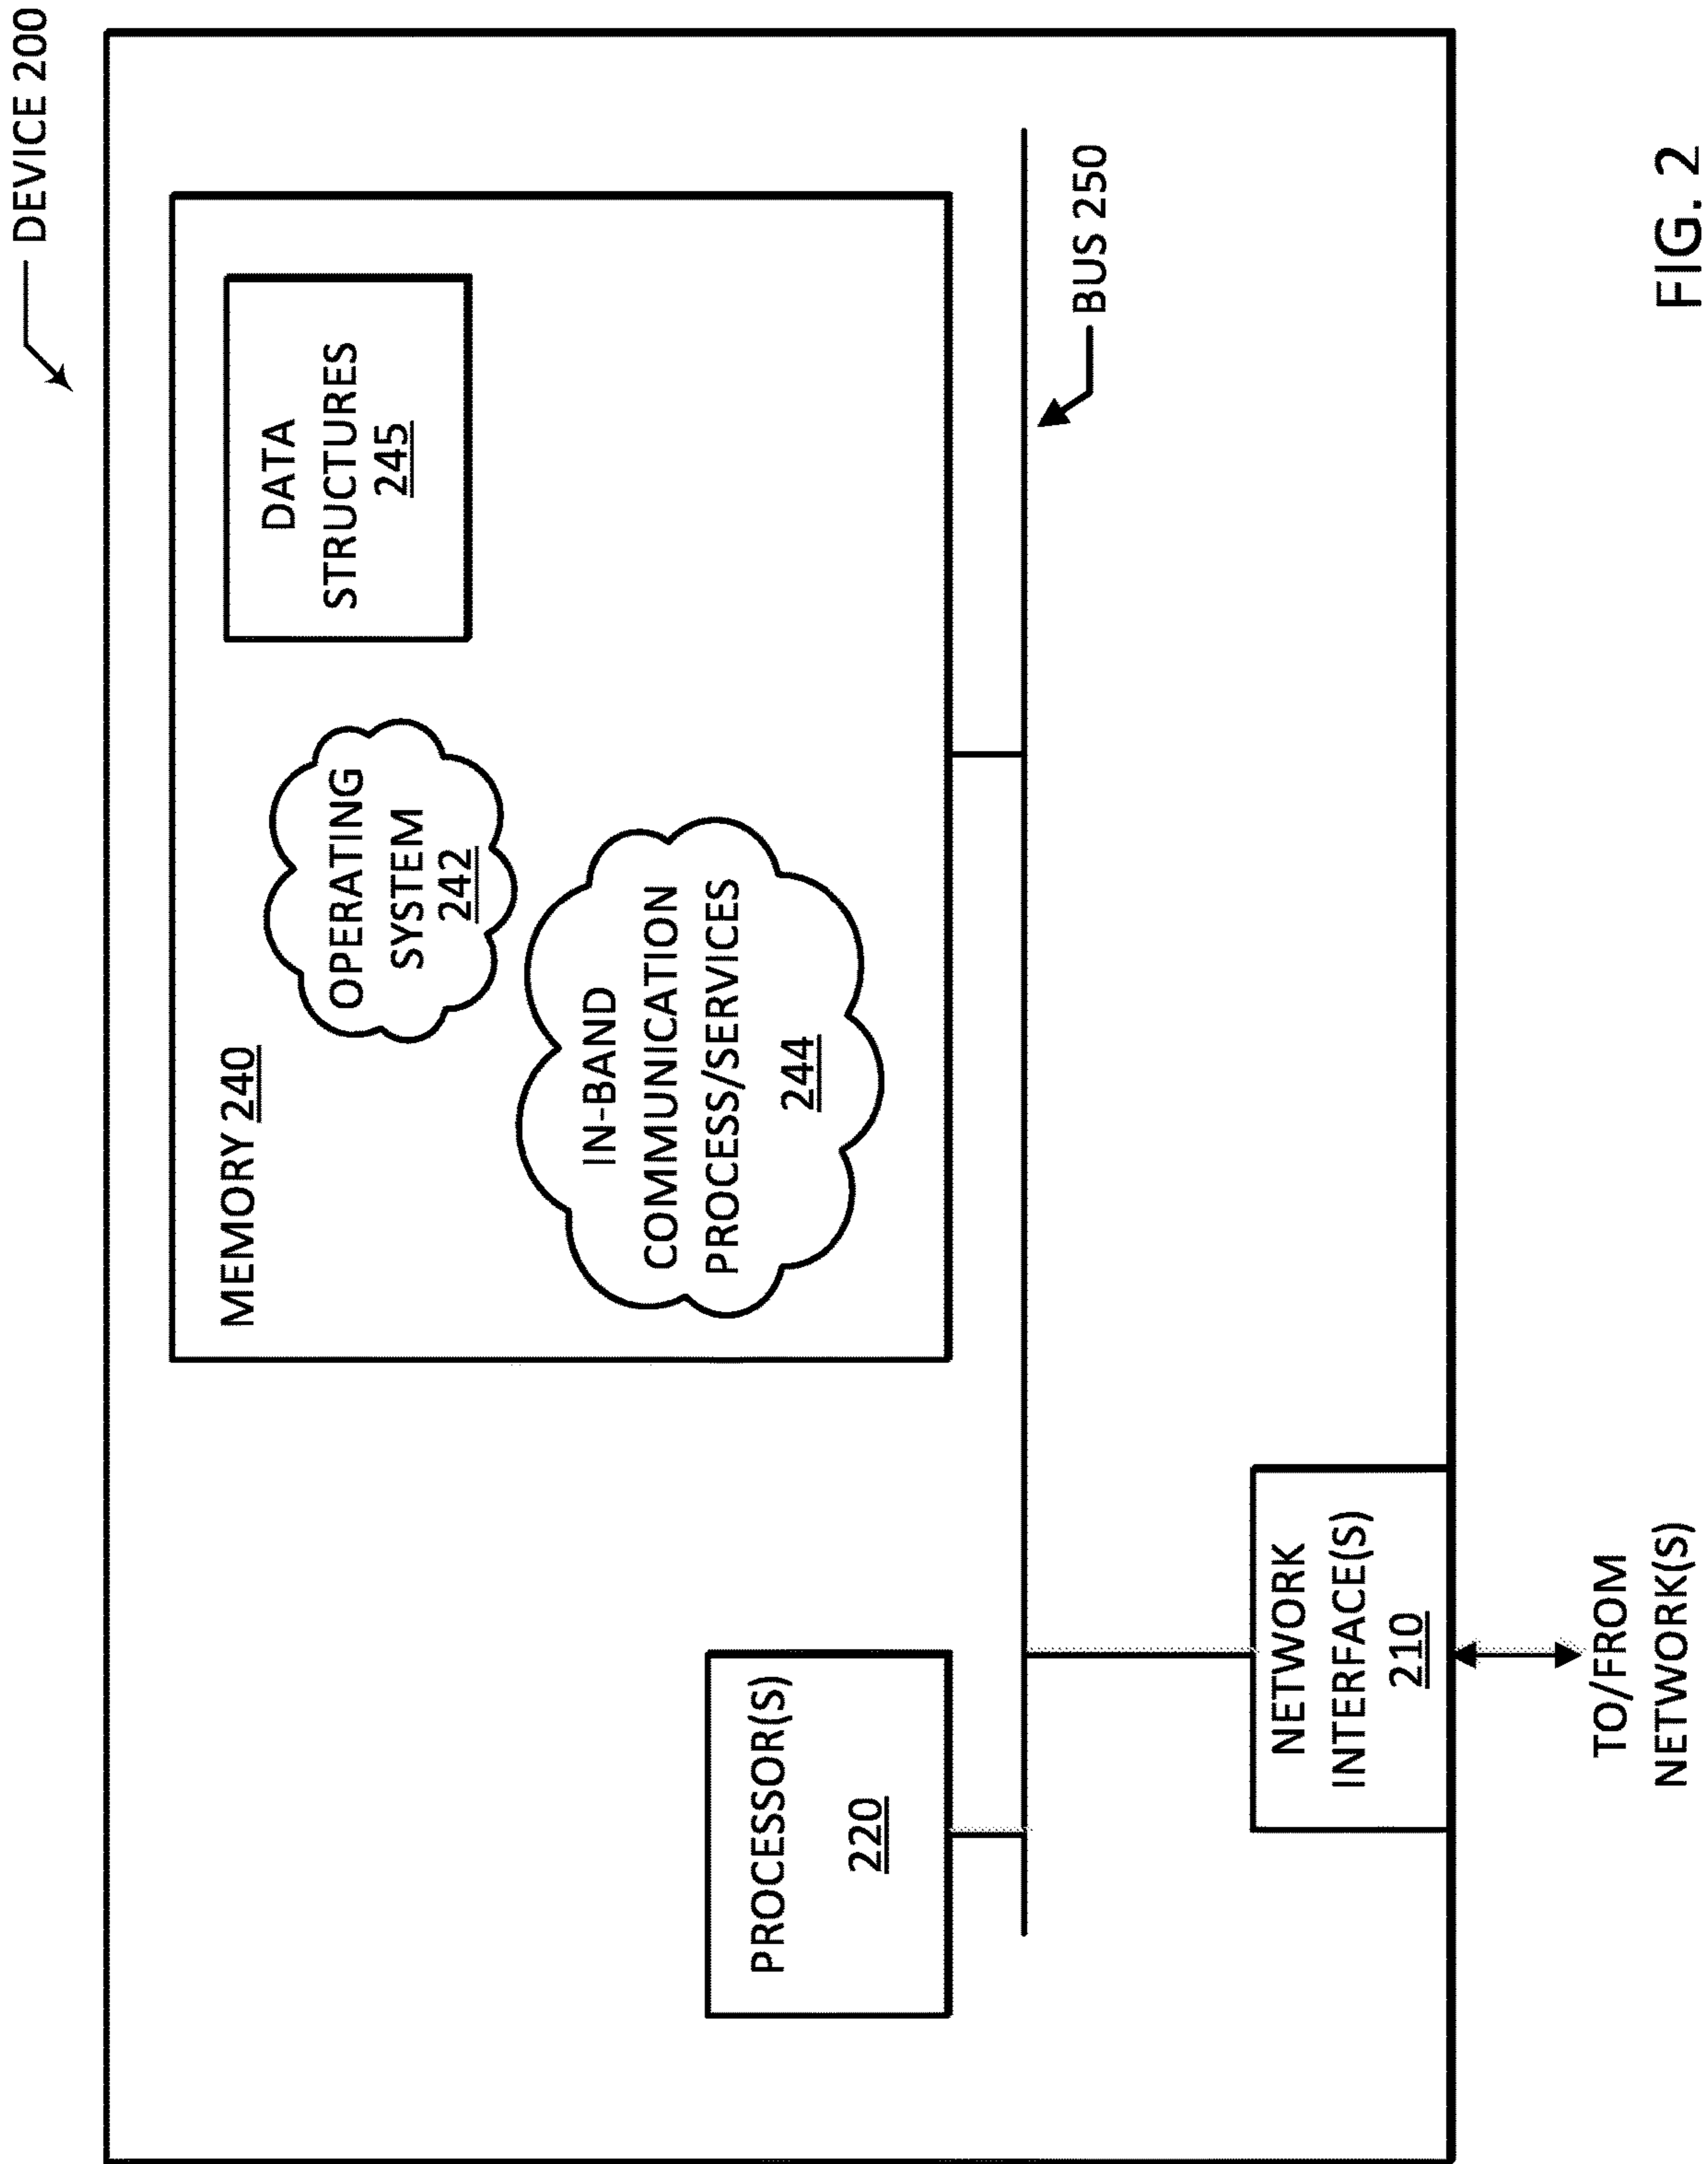 DEVICE 200
MEMORY 240
OPERATING
SYSTEM
242
DATA
STRUCTURES
245
IN-BAND
COMMUNICATION
PROCESS/SERVICES
244
PROCESSOR(S)
220
BUS 250
NETWORK
INTERFACE(S)
210
TO/FROM
NETWORK(S)
FIG. 2